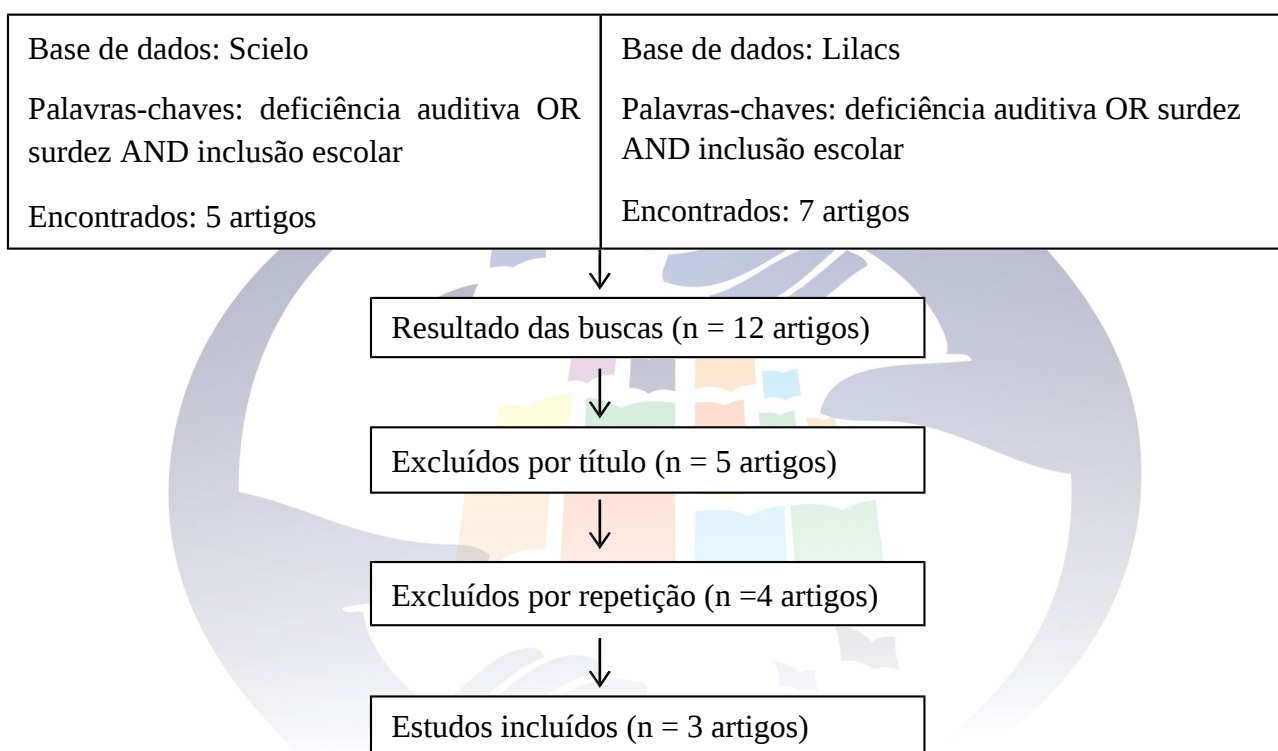 Base de dados: Scielo
Palavras-chaves: deficiência auditiva OR
surdez AND inclusão escolar
Encontrados: 5 artigos
Base de dados: Lilacs
Palavras-chaves: deficiência auditiva OR surdez
AND inclusão escolar
Encontrados: 7 artigos
Resultado das buscas (n = 12 artigos)
Excluídos por título (n = 5 artigos)
Excluídos por repetição (n =4 artigos)
Estudos incluídos (n = 3 artigos)